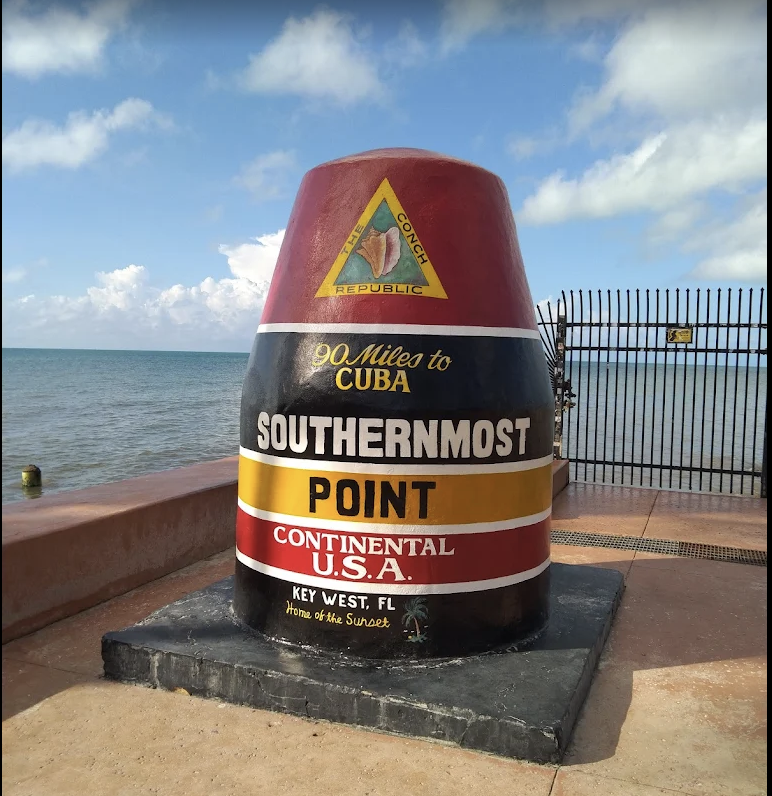 THE CONCH
REPUBLIC
90 Miles to
CUBA
SOUTHERNMOST
POINT
CONTINENTAL
U.S.A.
KEY WEST, FL
Home of the Sunset